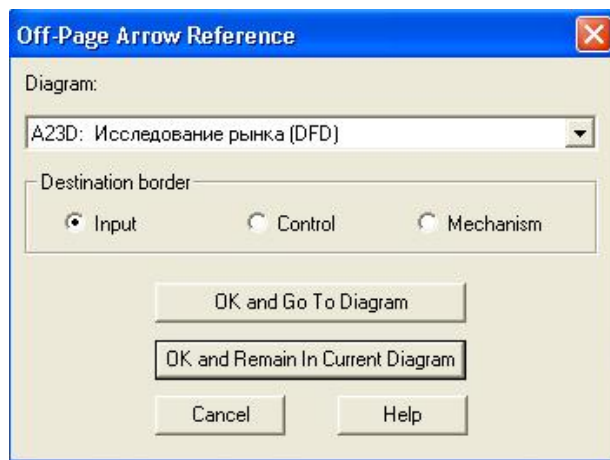 Off-Page Arrow Reference
Diagram:
A23D: Исследование рынка (DFD)
Destination border
Input Control Mechanism
OK and Go To Diagram
OK and Remain In Current Diagram
Cancel Help